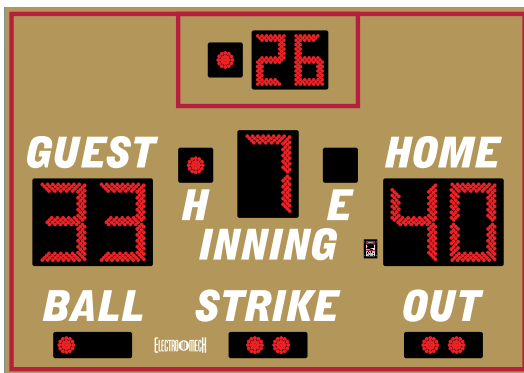 26
GUEST
HOME
7
33
H
E
40
INNING
BALL
STRIKE
OUT
ELECTRO-MECH